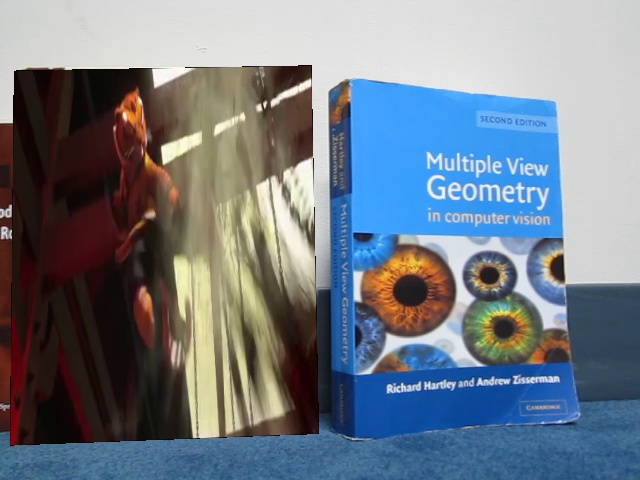 SECOND EDITION
Multiple View
Geometry
in computer vision
Richard Hartley and Andrew Zisserman
CAMBRIDGE
Hartley and
Zisserman
Multiple View Geometry